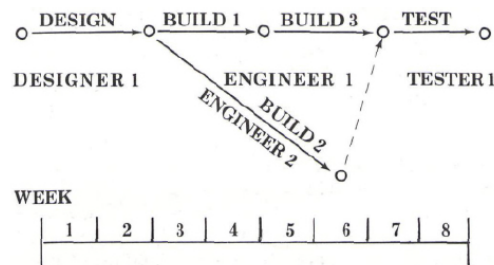 DESIGN BUILD 1 BUILD 3 TEST
DESIGNER 1 ENGINEER 1 TESTER 1
BUILD 2
ENGINEER 2
WEEK
1 2 3 4 5 6 7 8